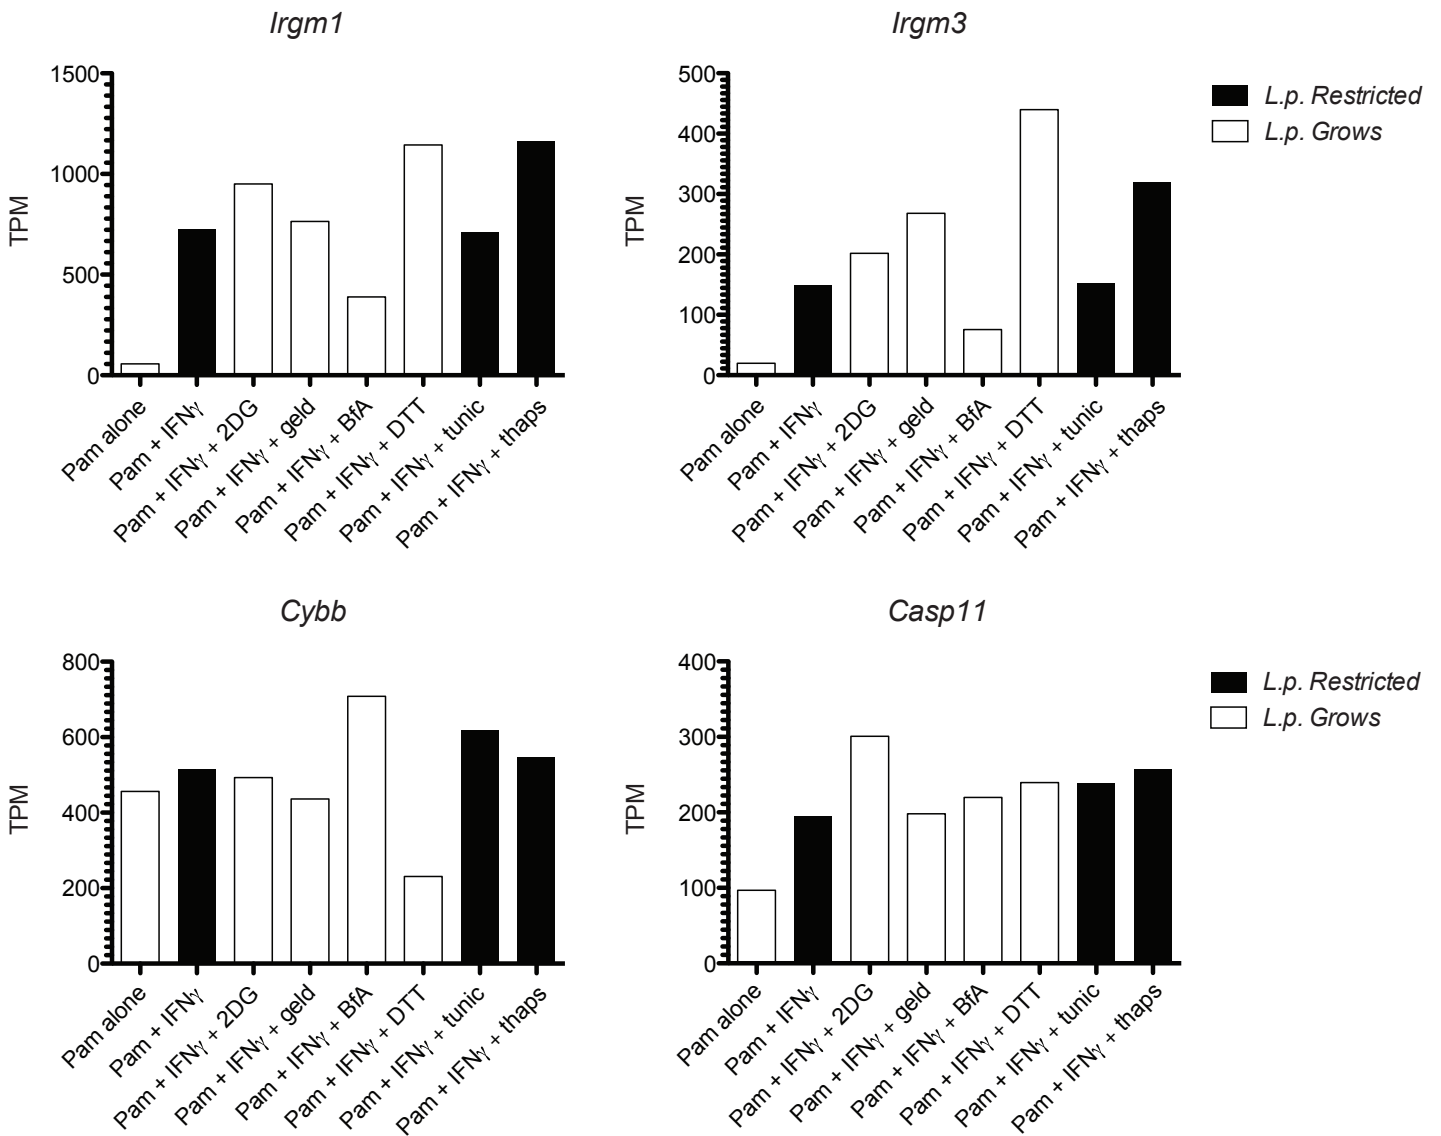 Irgm1
TPM
1500
1000
500
0
Pam alone
Pam + IFNγ
Pam + IFNγ + 2DG
Pam + IFNγ + geld
Pam + IFNγ + BfA
Pam + IFNγ + DTT
Pam + IFNγ + tunic
Pam + IFNγ + thaps
Irgm3
TPM
500
400
300
200
100
0
Pam alone
Pam + IFNγ
Pam + IFNγ + 2DG
Pam + IFNγ + geld
Pam + IFNγ + BfA
Pam + IFNγ + DTT
Pam + IFNγ + tunic
Pam + IFNγ + thaps
L.p. Restricted
L.p. Grows
Cybb
TPM
800
600
400
200
0
Pam alone
Pam + IFNγ
Pam + IFNγ + 2DG
Pam + IFNγ + geld
Pam + IFNγ + BfA
Pam + IFNγ + DTT
Pam + IFNγ + tunic
Pam + IFNγ + thaps
Casp11
TPM
400
300
200
100
0
Pam alone
Pam + IFNγ
Pam + IFNγ + 2DG
Pam + IFNγ + geld
Pam + IFNγ + BfA
Pam + IFNγ + DTT
Pam + IFNγ + tunic
Pam + IFNγ + thaps
L.p. Restricted
L.p. Grows